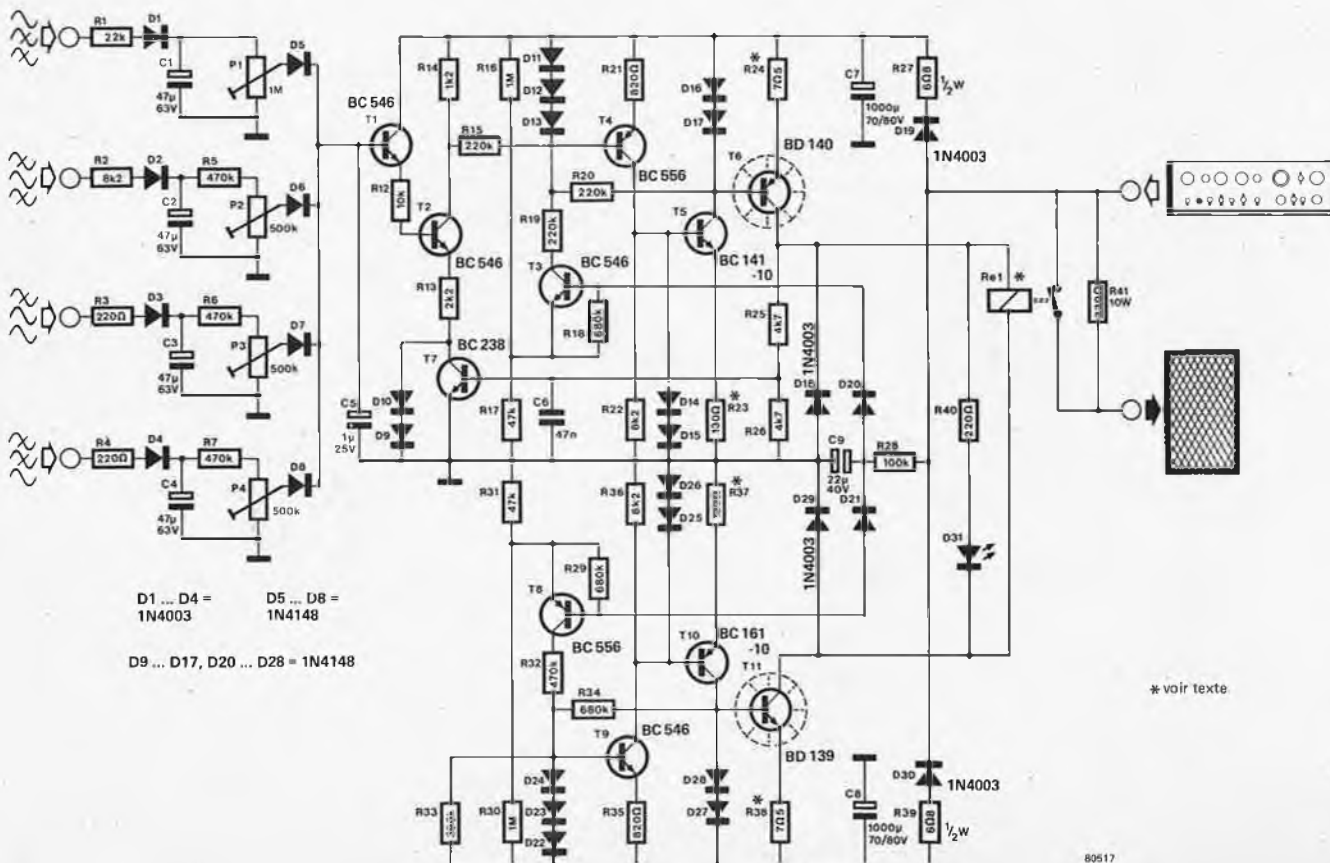 R1
22k
D1
C1
47µ
63V
P1
1M
D5
R2
8k2
D2
R5
470k
C2
47µ
63V
P2
500k
D6
R3
220Ω
D3
R6
470k
C3
47µ
63V
P3
500k
D7
R4
220Ω
D4
R7
470k
C4
47µ
63V
P4
500k
D8
D1 ... D4 =
1N4003
D5 ... D8 =
1N4148
D9 ... D17, D20 ... D28 = 1N4148
R14
1k2
R16
1M
D11
D12
D13
R21
820Ω
D16
D17
*
R24
7Ω5
C7
1000µ
70/80V
R27
6Ω8
½W
D19
1N4003
BC 546
T1
R15
220k
T4
BC 556
BD 140
T6
R12
10k
T2
BC 546
R20
220k
R19
220k
T5
BC 141
-10
T3
BC 546
R13
2k2
R18
680k
R25
4k7
1N4003
Re1
*
R41
330Ω
10W
T7
BC 238
D10
D9
C5
1µ
25V
R17
47k
C6
47n
R22
8k2
D14
D15
*
R23
130Ω
R26
4k7
D18
D20
R40
220Ω
C9
22µ
40V
R28
100k
R31
47k
R36
8k2
D26
D25
*
R37
D29
D21
1N4003
D31
R29
680k
T8
BC 556
T10
BC 161
-10
R32
470k
R34
680k
T11
BD 139
T9
BC 546
* voir texte
R33
R30
1M
D24
D23
D22
R35
820Ω
D28
D27
*
R38
7Ω5
C8
1000µ
70/80V
D30
1N4003
R39
6Ω8
½W
80517